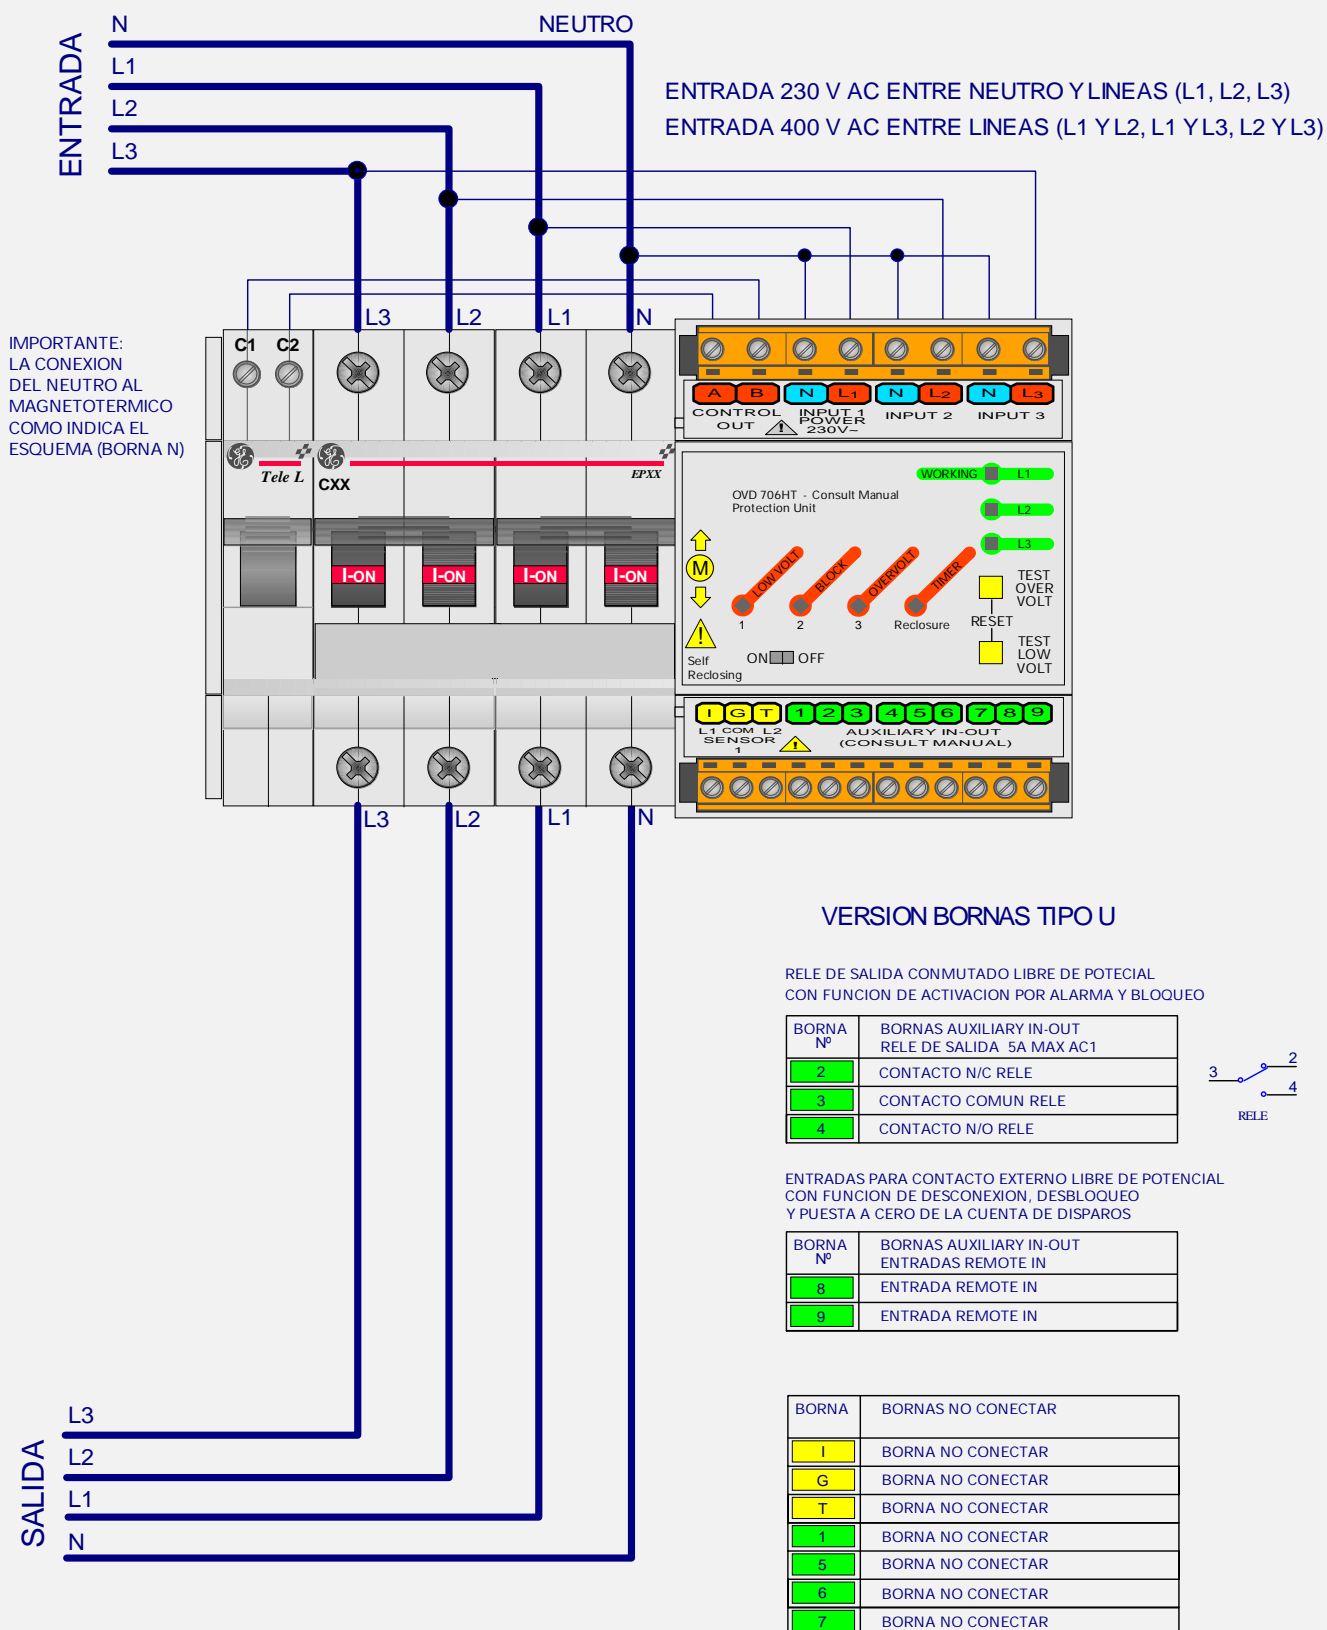 ENTRADA
N
NEUTRO
L1
L2
L3
ENTRADA 230 V AC ENTRE NEUTRO Y LINEAS (L1, L2, L3)
ENTRADA 400 V AC ENTRE LINEAS (L1 Y L2, L1 Y L3, L2 Y L3)
L3
L2
L1
N
IMPORTANTE:
LA CONEXION
DEL NEUTRO AL
MAGNETOTERMICO
COMO INDICA EL
ESQUEMA (BORNA N)
C1
C2
A
B
N
L1
N
L2
N
L3
CONTROL
OUT
INPUT 1
POWER
230V~
INPUT 2
INPUT 3
Tele L
CXX
EPXX
WORKING
L1
L2
L3
OVD 706HT - Consult Manual
Protection Unit
M
LOW VOLT
BLOCK
OVERVOLT
TIMER
1
2
3
Reclosure
TEST
OVER
VOLT
RESET
TEST
LOW
VOLT
I-ON
I-ON
I-ON
I-ON
!
Self
Reclosing
ON
OFF
I
G
T
1
2
3
4
5
6
7
8
9
L1 COM L2
SENSOR
1
!
AUXILIARY IN-OUT
(CONSULT MANUAL)
L3
L2
L1
N
VERSION BORNAS TIPO U
RELE DE SALIDA CONMUTADO LIBRE DE POTECIAL
CON FUNCION DE ACTIVACION POR ALARMA Y BLOQUEO
BORNA Nº
BORNAS AUXILIARY IN-OUT
RELE DE SALIDA 5A MAX AC1
2 CONTACTO N/C RELE
3 CONTACTO COMUN RELE
4 CONTACTO N/O RELE
3
2
4
RELE
ENTRADAS PARA CONTACTO EXTERNO LIBRE DE POTENCIAL
CON FUNCION DE DESCONEXION, DESBLOQUEO
Y PUESTA A CERO DE LA CUENTA DE DISPAROS
BORNA Nº
BORNAS AUXILIARY IN-OUT
ENTRADAS REMOTE IN
8 ENTRADA REMOTE IN
9 ENTRADA REMOTE IN
BORNA BORNAS NO CONECTAR
I BORNA NO CONECTAR
G BORNA NO CONECTAR
T BORNA NO CONECTAR
1 BORNA NO CONECTAR
5 BORNA NO CONECTAR
6 BORNA NO CONECTAR
7 BORNA NO CONECTAR
SALIDA
L3
L2
L1
N